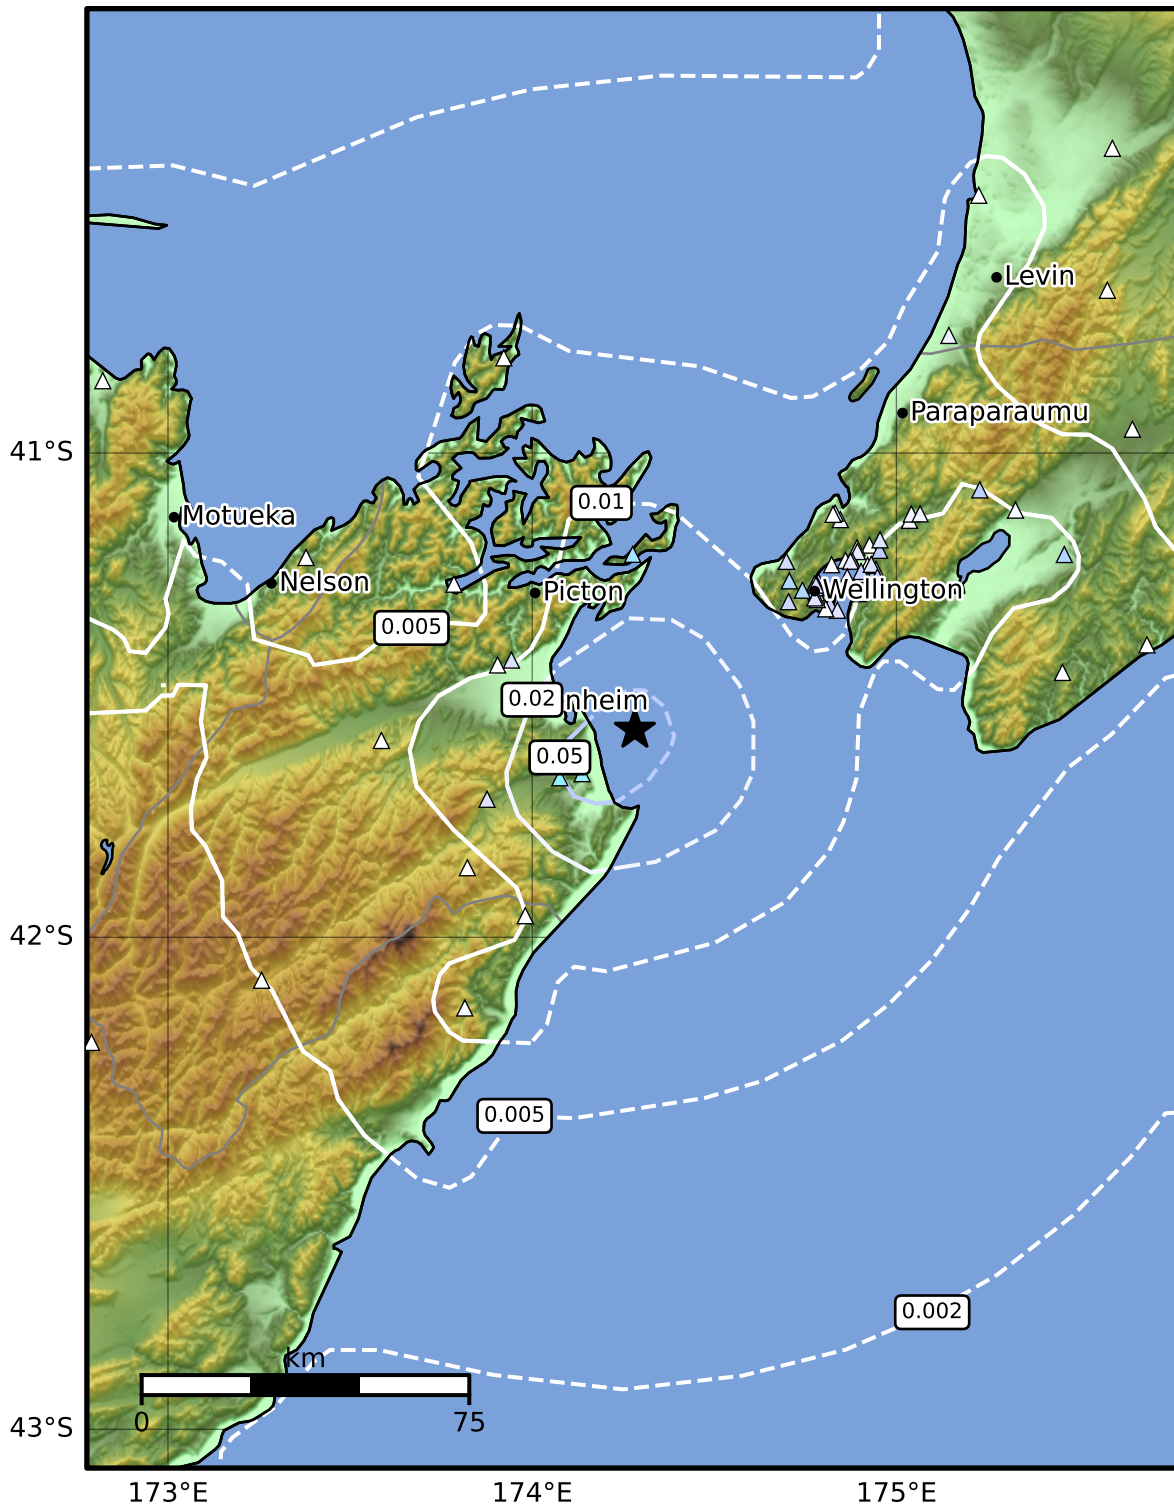 Levin
Paraparaumu
41°S
0.01
Motueka
Nelson
Picton
Wellington
0.005
0.02
nheim
0.05
42°S
0.005
0.002
km
0
75
43°S
173°E
174°E
175°E